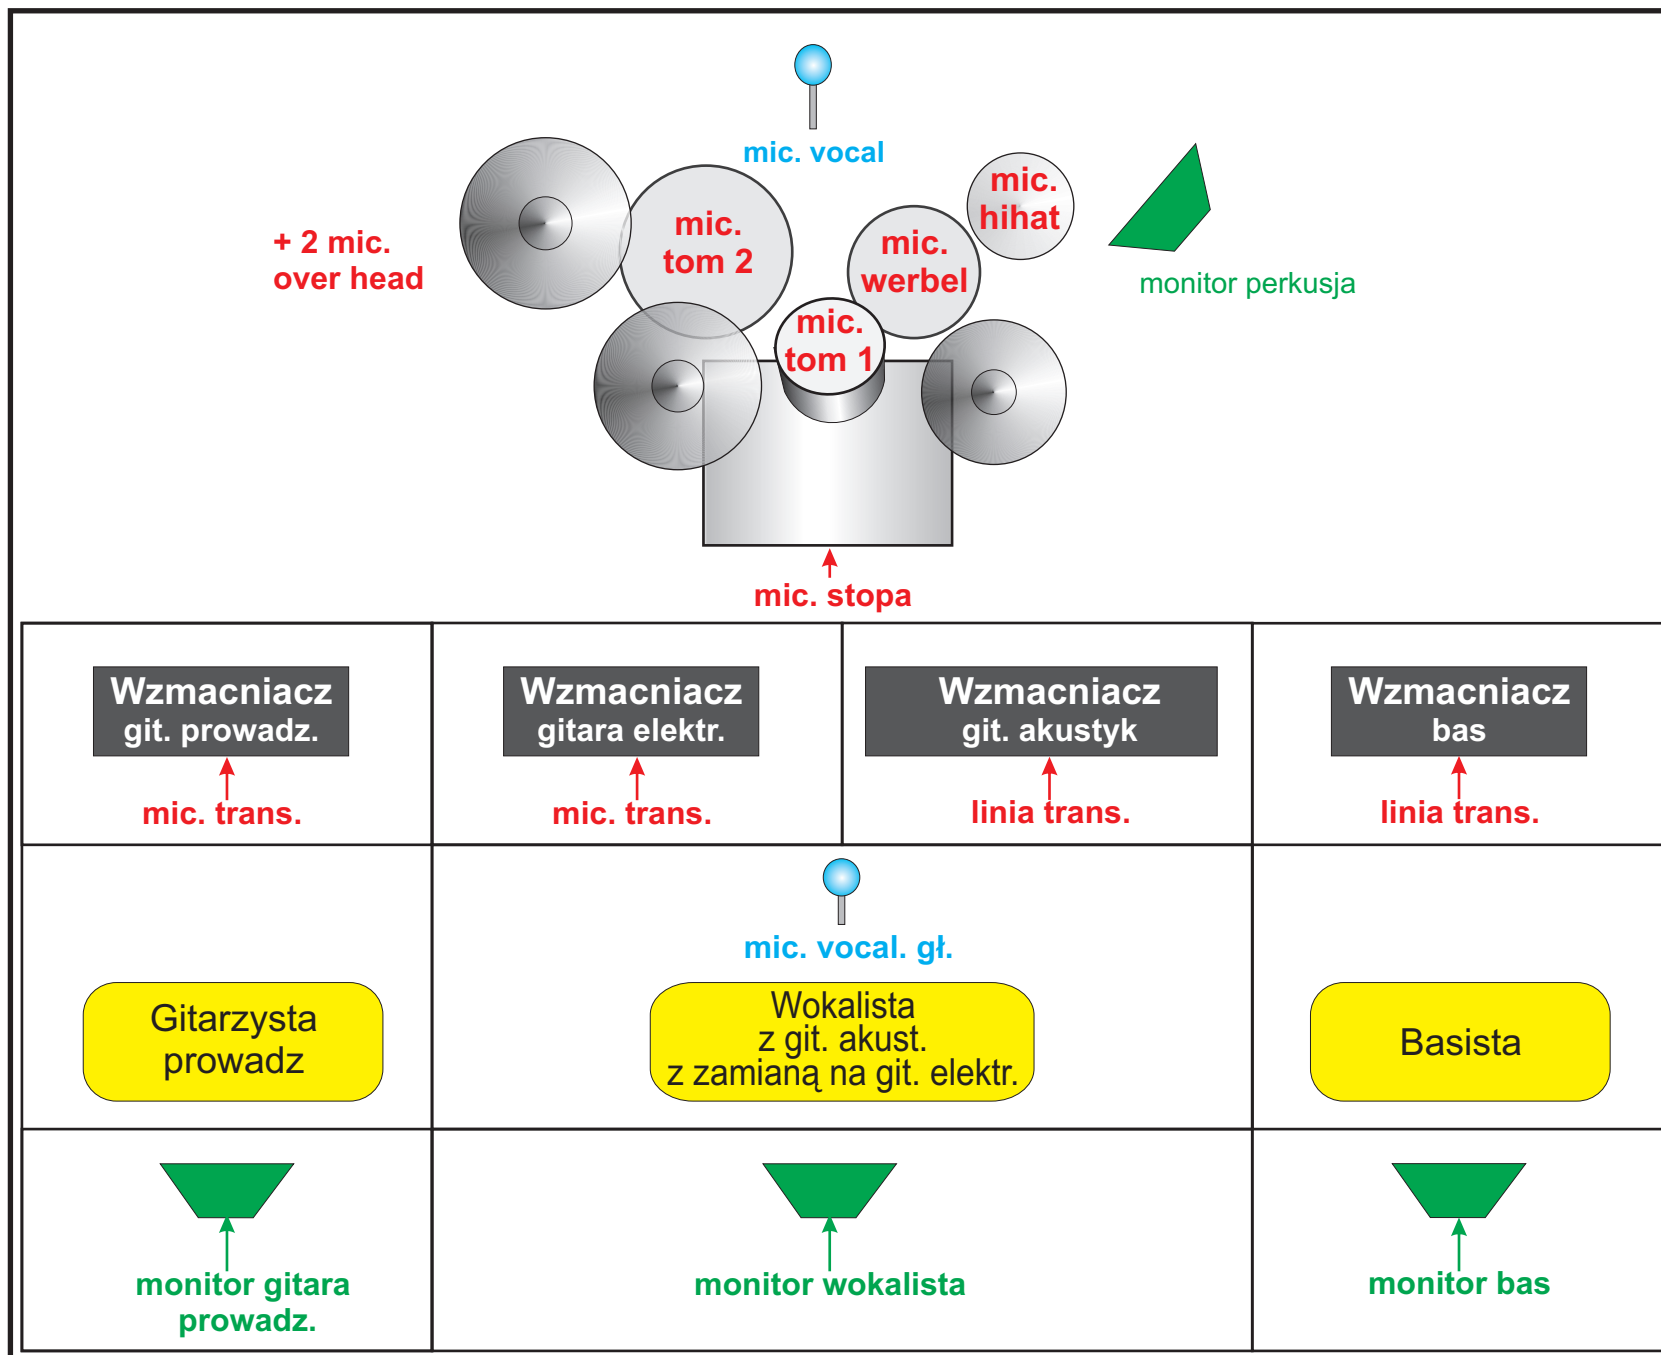 mic. vocal
mic.
hihat
+ 2 mic.
over head
mic.
tom 2
mic.
werbel
monitor perkusja
mic.
tom 1
mic. stopa
Wzmacniacz
git. prowadz.
mic. trans.
Wzmacniacz
gitara elektr.
mic. trans.
Wzmacniacz
git. akustyk
linia trans.
Wzmacniacz
bas
linia trans.
mic. vocal. gł.
Gitarzysta
prowadz
Wokalista
z git. akust.
z zamianą na git. elektr.
Basista
monitor gitara
prowadz.
monitor wokalista
monitor bas